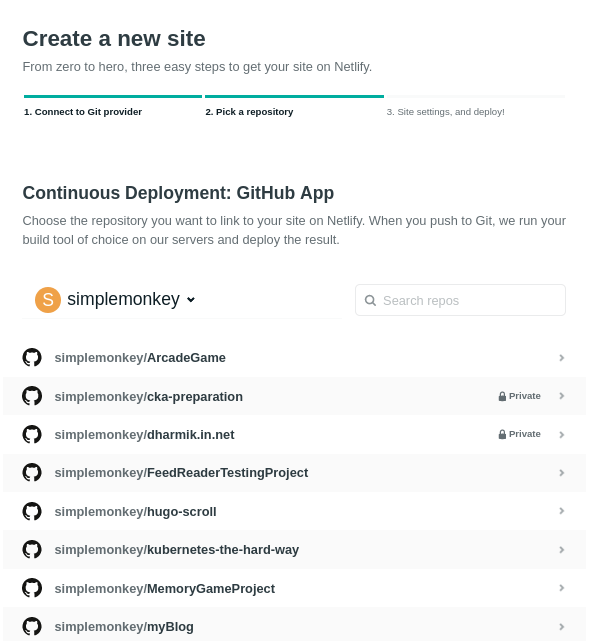 Create a new site
From zero to hero, three easy steps to get your site on Netlify.
1. Connect to Git provider
2. Pick a repository
3. Site settings, and deploy!
Continuous Deployment: GitHub App
Choose the repository you want to link to your site on Netlify. When you push to Git, we run your
build tool of choice on our servers and deploy the result.
S simplemonkey
Search repos
simplemonkey/ArcadeGame
simplemonkey/cka-preparation Private
simplemonkey/dharmik.in.net Private
simplemonkey/FeedReaderTestingProject
simplemonkey/hugo-scroll
simplemonkey/kubernetes-the-hard-way
simplemonkey/MemoryGameProject
simplemonkey/myBlog